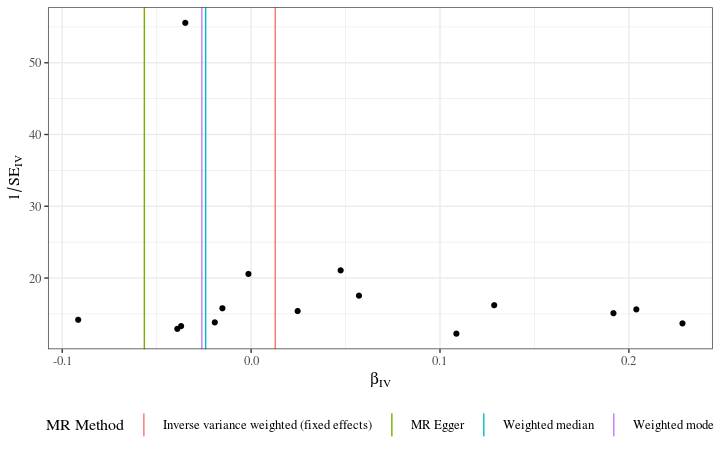 50
40
30
20
1/SE_IV
-0.1 0.0 0.1 0.2
β_IV
MR Method Inverse variance weighted (fixed effects) MR Egger Weighted median Weighted mode